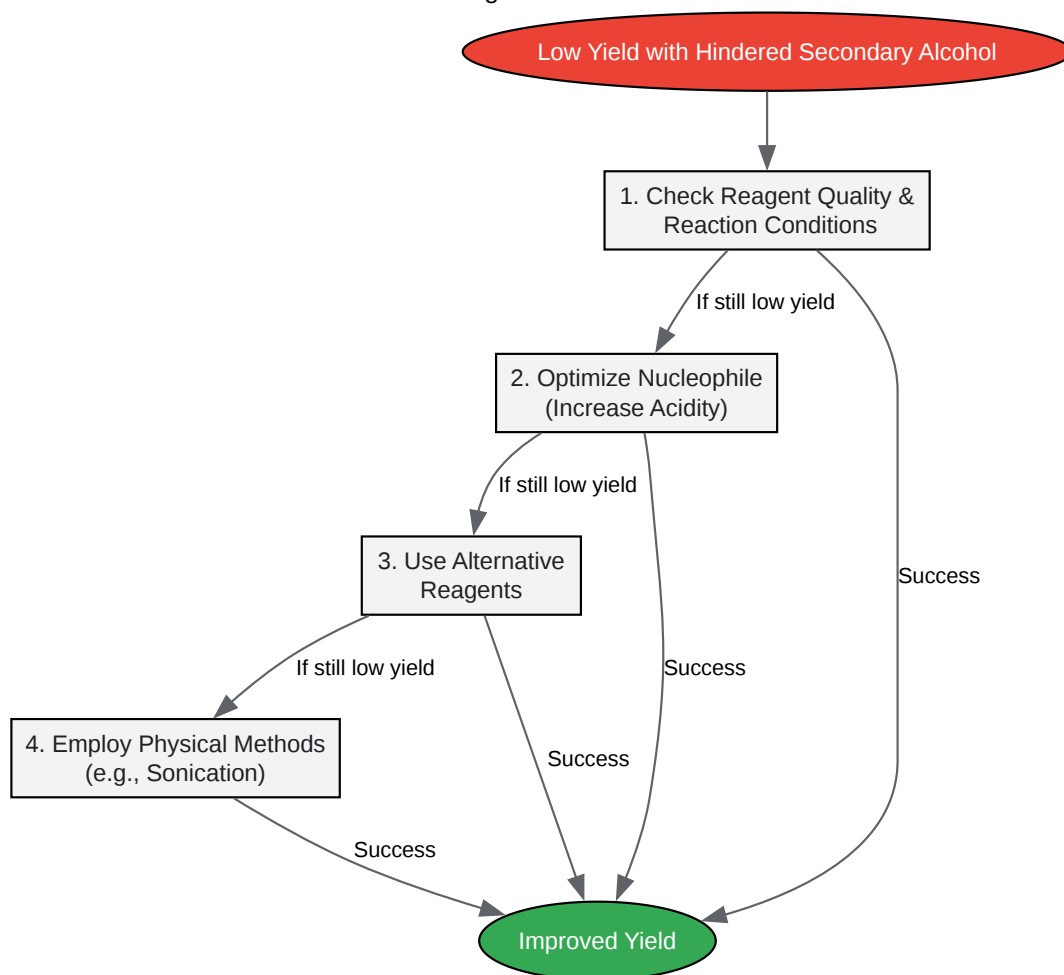 Low Yield with Hindered Secondary Alcohol
1. Check Reagent Quality &
Reaction Conditions
If still low yield
2. Optimize Nucleophile
(Increase Acidity)
If still low yield
3. Use Alternative
Reagents
Success
If still low yield
Success
4. Employ Physical Methods
(e.g., Sonication)
Success
Success
Improved Yield